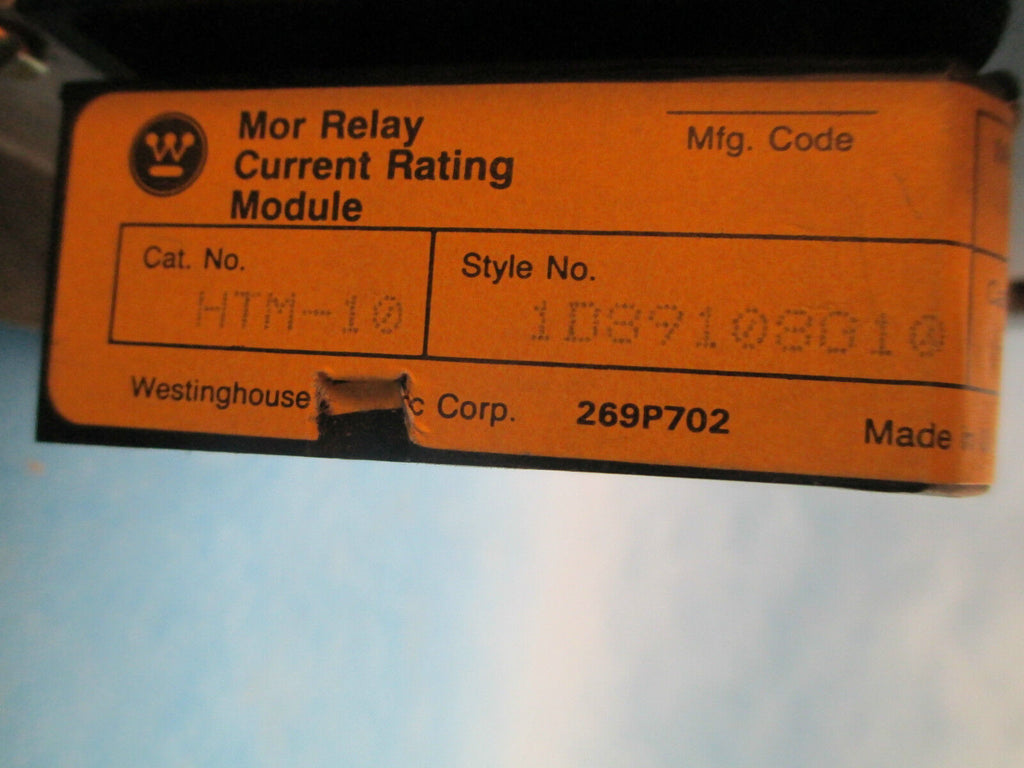 W
Mor Relay
Current Rating
Module
Mfg. Code
Cat. No.
HTM-10
Style No.
1D89108G10
Westinghouse c Corp. 269P702 Made